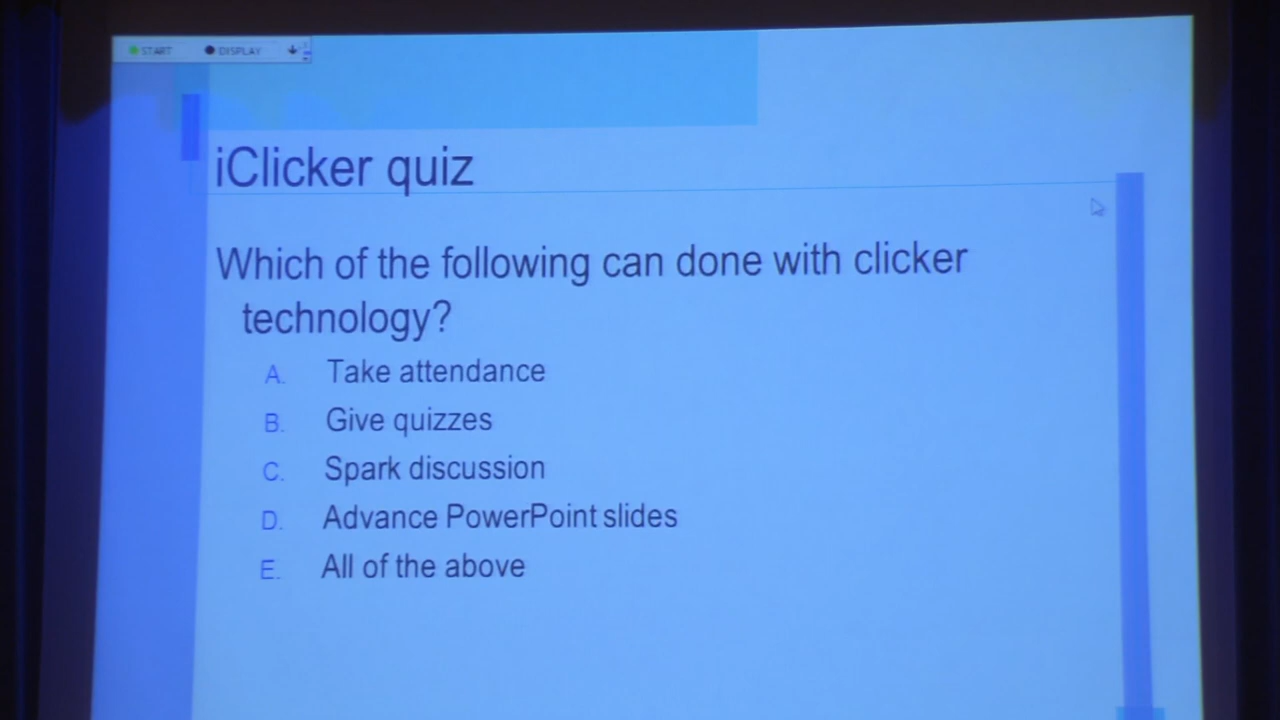 START DISPLAY
iClicker quiz
Which of the following can done with clicker
technology?
A. Take attendance
B. Give quizzes
C. Spark discussion
D. Advance PowerPoint slides
E. All of the above